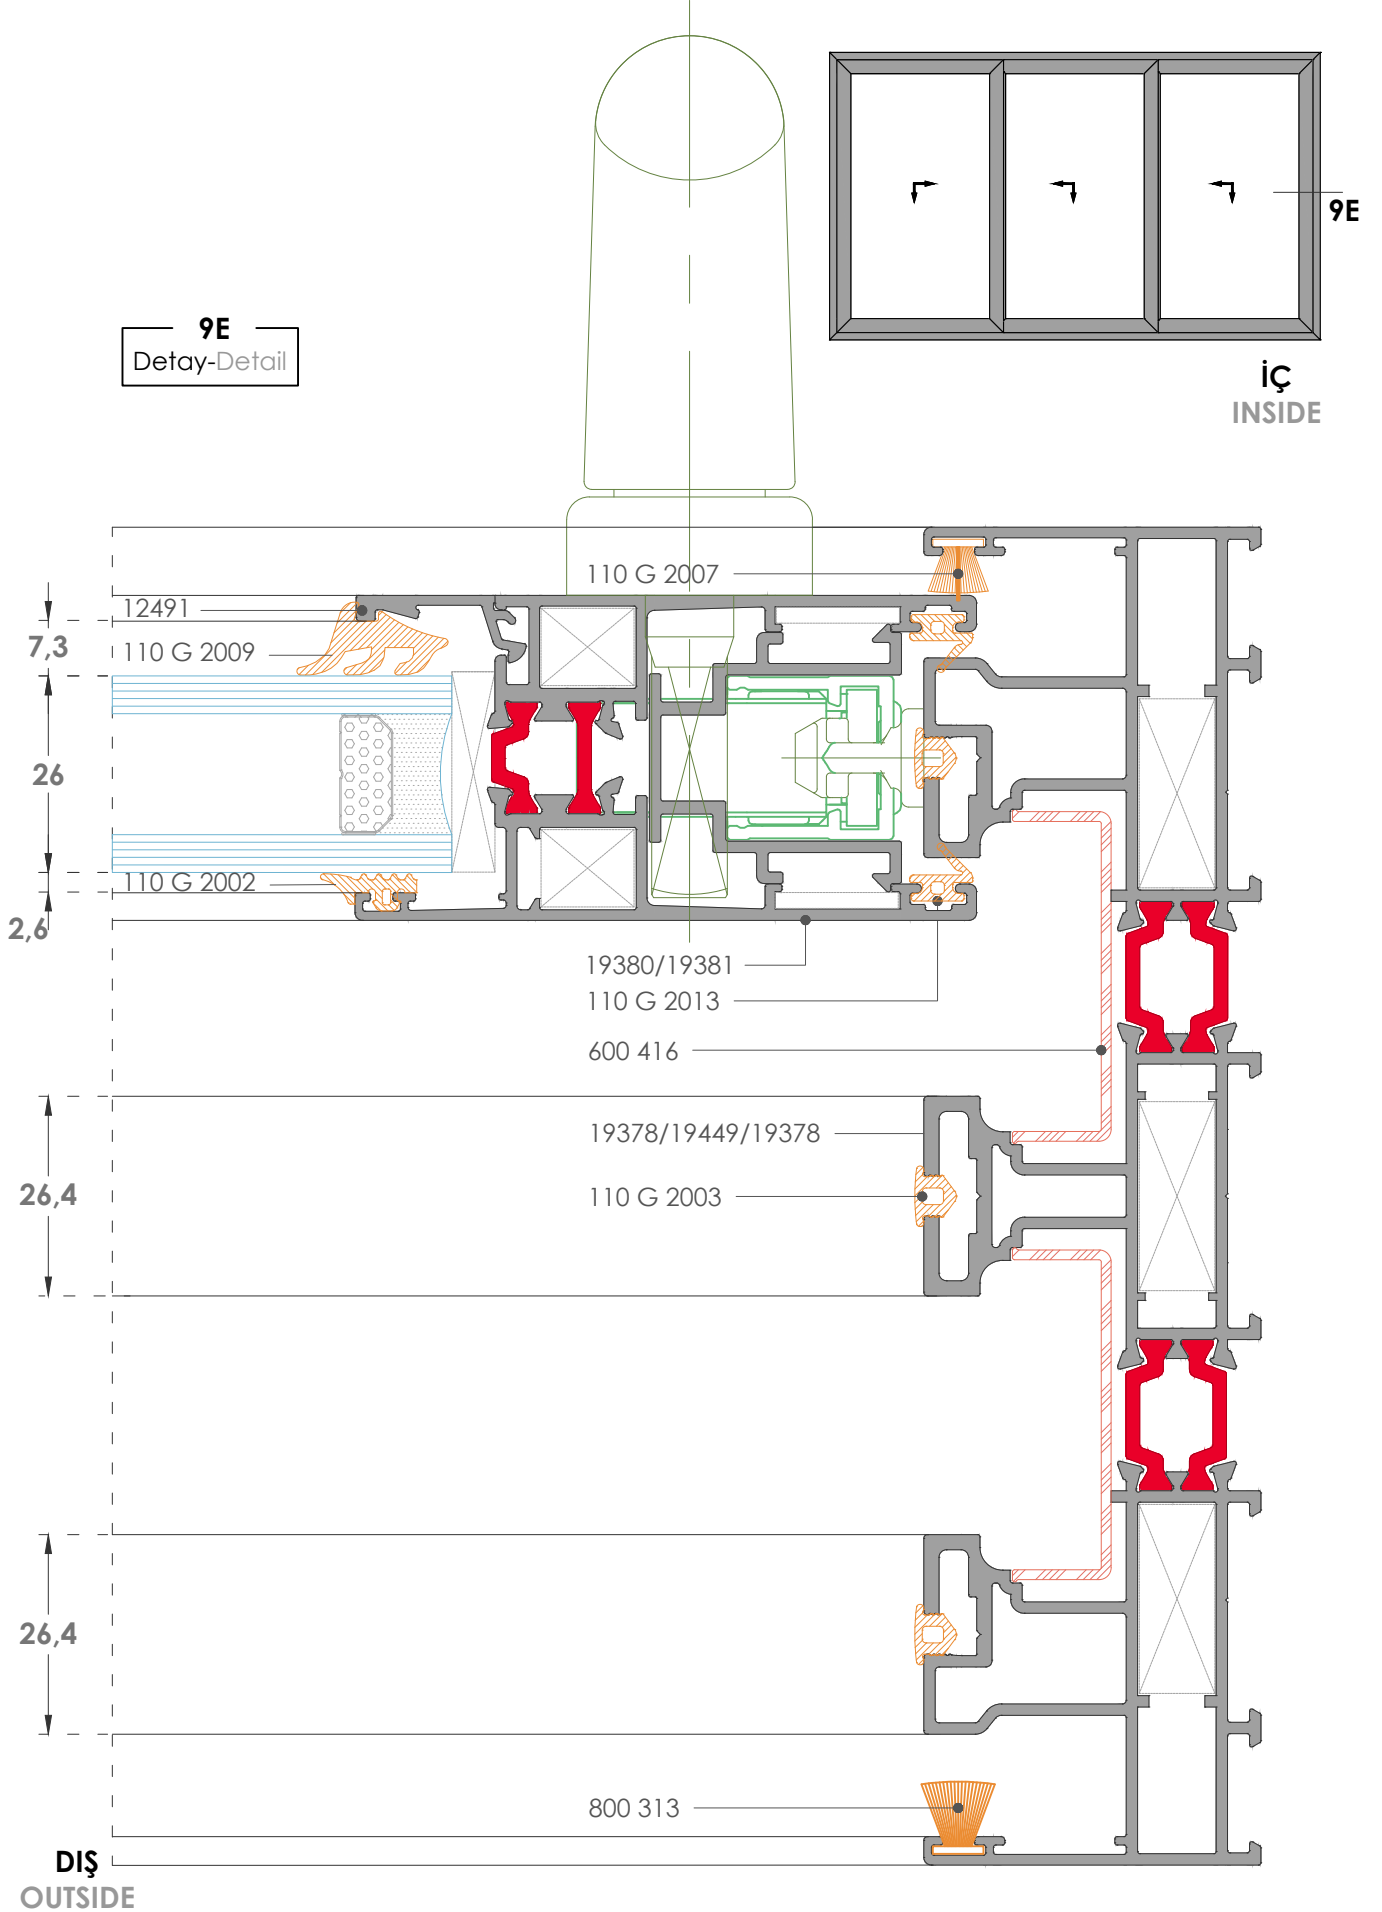 9E
9E
Detay-Detail
İÇ
INSIDE
110 G 2007
12491
7,3
110 G 2009
26
110 G 2002
2,6
19380/19381
110 G 2013
600 416
19378/19449/19378
26,4
110 G 2003
26,4
800 313
DIŞ
OUTSIDE